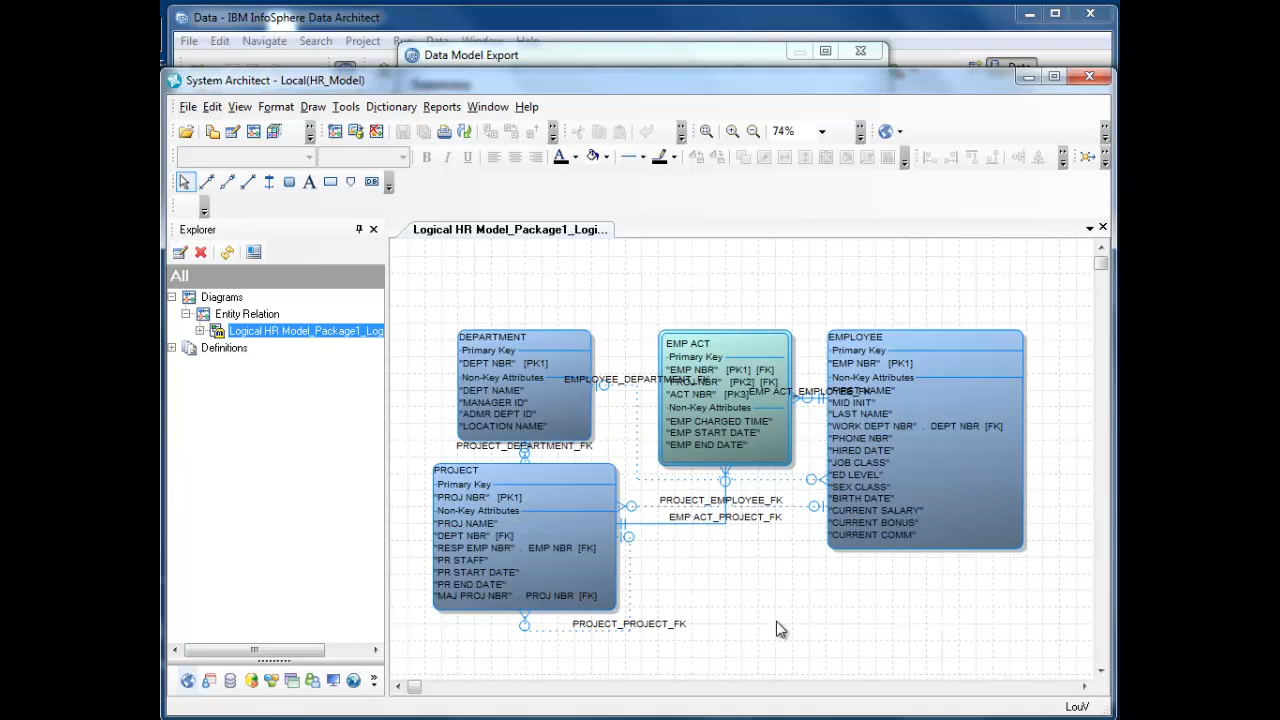 Data - IBM InfoSphere Data Architect
File Edit Navigate Search Project Run Data Window Help
Data Model Export
System Architect - Local(HR_Model)
File Edit View Format Draw Tools Dictionary Reports Window Help
74%
Explorer
Logical HR Model_Package1_Logi...
All
Diagrams
Entity Relation
Logical HR Model_Package1_Log
Definitions
DEPARTMENT
Primary Key
"DEPT NBR" [PK1]
Non-Key Attributes
"DEPT NAME"
"MANAGER ID"
"ADMR DEPT ID"
"LOCATION NAME"
EMPLOYEE_DEPARTMENT_FK
PROJECT_DEPARTMENT_FK
EMP ACT
Primary Key
"EMP NBR" [PK1] [FK]
"PROJ NBR" [PK2] [FK]
"ACT NBR" [PK3]
Non-Key Attributes
"EMP CHARGED TIME"
"EMP START DATE"
"EMP END DATE"
EMP ACT_EMPLOYEE_FK
EMPLOYEE
Primary Key
"EMP NBR" [PK1]
Non-Key Attributes
"MID INIT"
"LAST NAME"
"WORK DEPT NBR" . DEPT NBR [FK]
"PHONE NBR"
"HIRED DATE"
"JOB CLASS"
"ED LEVEL"
"SEX CLASS"
"BIRTH DATE"
"CURRENT SALARY"
"CURRENT BONUS"
"CURRENT COMM"
PROJECT
Primary Key
"PROJ NBR" [PK1]
Non-Key Attributes
"PROJ NAME"
"DEPT NBR" [FK]
"RESP EMP NBR" . EMP NBR [FK]
"PR STAFF"
"PR START DATE"
"PR END DATE"
"MAJ PROJ NBR" . PROJ NBR [FK]
PROJECT_EMPLOYEE_FK
EMP ACT_PROJECT_FK
PROJECT_PROJECT_FK
LouV